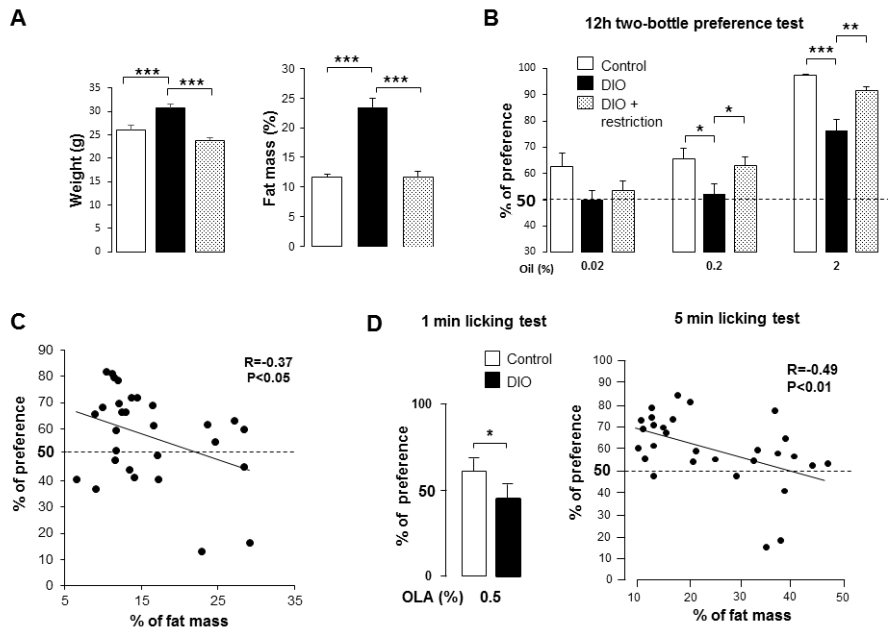 A
***
***
35
30
25
20
15
10
5
0
Weight (g)
***
***
30
25
20
15
10
5
0
Fat mass (%)
B
12h two-bottle preference test
Control
DIO
DIO +
restriction
*
*
***
**
100
90
80
70
60
50
40
30
% of preference
Oil (%)
0.02
0.2
2
C
R=-0.37
P<0.05
90
80
70
60
50
40
30
20
10
0
% of preference
5
15
25
35
% of fat mass
D
1 min licking test
Control
DIO
*
100
50
0
% of preference
OLA (%)
0.5
5 min licking test
R=-0.49
P<0.01
100
90
80
70
60
50
40
30
20
10
0
% of preference
10
20
30
40
50
% of fat mass